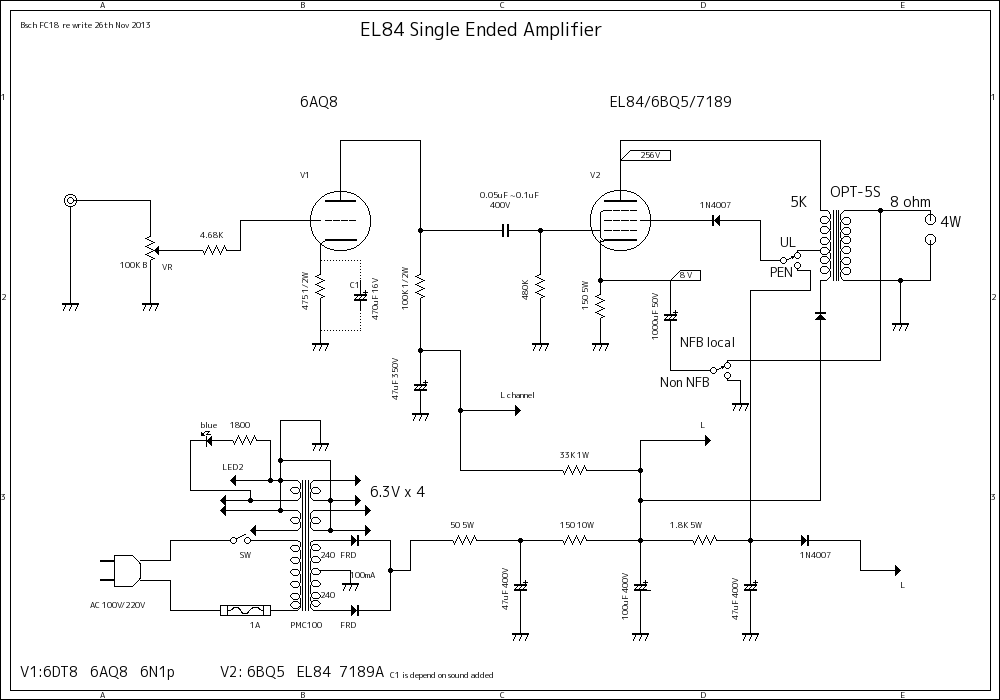 A B C D E
Bsch FC18 re write 26th Nov 2013
EL84 Single Ended Amplifier
1 1
6AQ8 EL84/6BQ5/7189
256V
V1 V2
0.05uF ~0.1uF
400V
1N4007
5K OPT-5S
8 ohm
4W
4.68K
100K B VR
UL
PEN
475 1/2W
C1
470uF 16V
100K 1/2W
480K
150 5W
8 V
1000uF 50V
2 2
NFB local
Non NFB
47uF 350V
L channel
blue 1800
LED2
L
33K 1W
6.3V x 4
3 3
50 5W 150 10W 1.8K 5W
SW
240 FRD
100mA
240
1N4007
L
47uF 400V
100uF 400V
47uF 400V
AC 100V/220V
1A PMC100 FRD
V1:6DT8 6AQ8 6N1p V2: 6BQ5 EL84 7189A C1 is depend on sound added
A B C D E